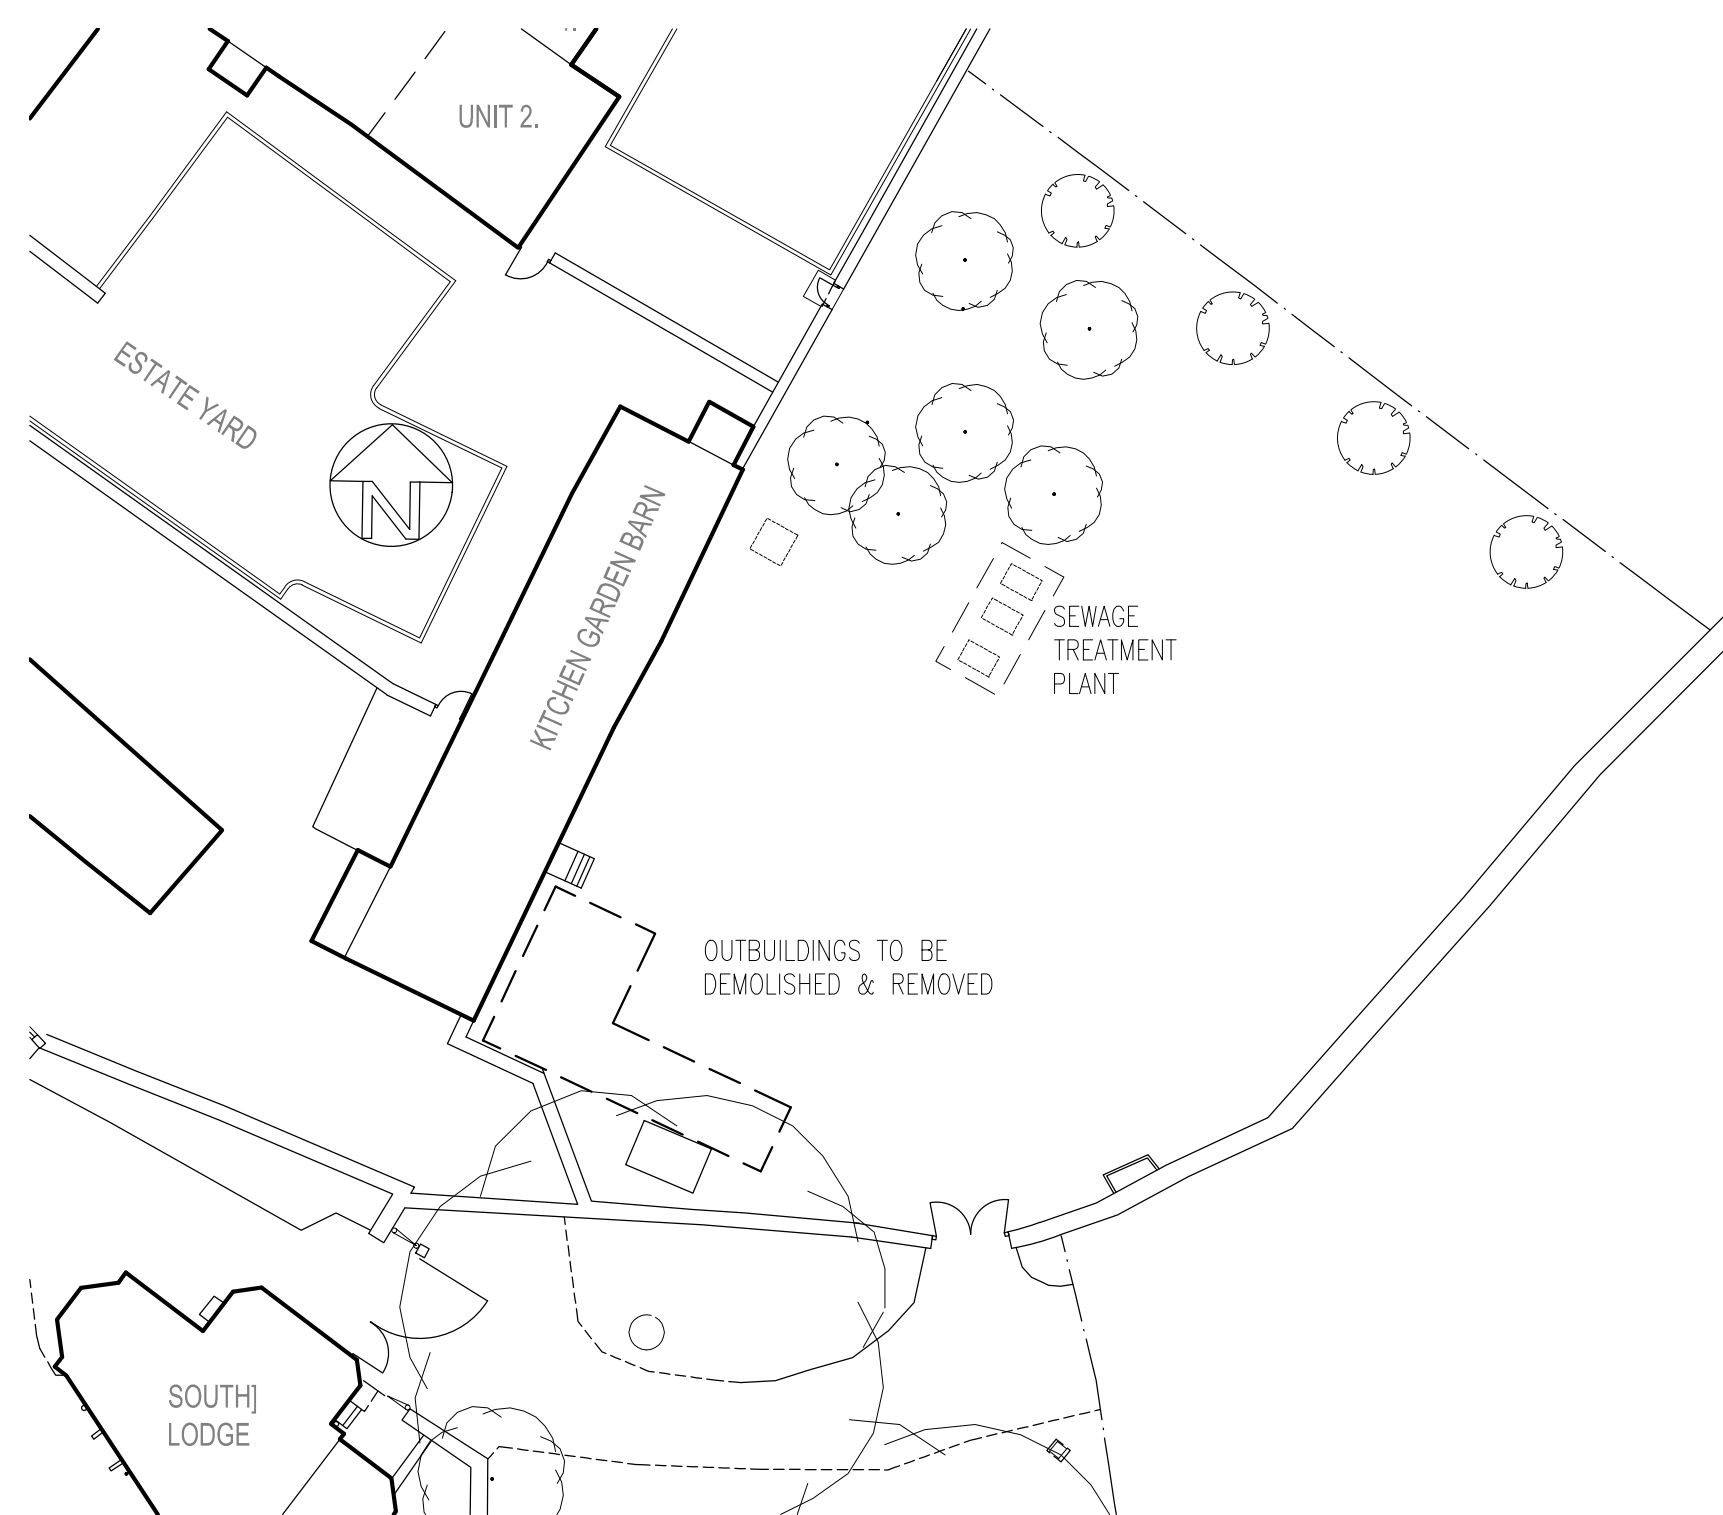 UNIT 2.
ESTATE YARD
N
KITCHEN GARDEN BARN
SEWAGE
TREATMENT
PLANT
OUTBUILDINGS TO BE
DEMOLISHED & REMOVED
SOUTH]
LODGE